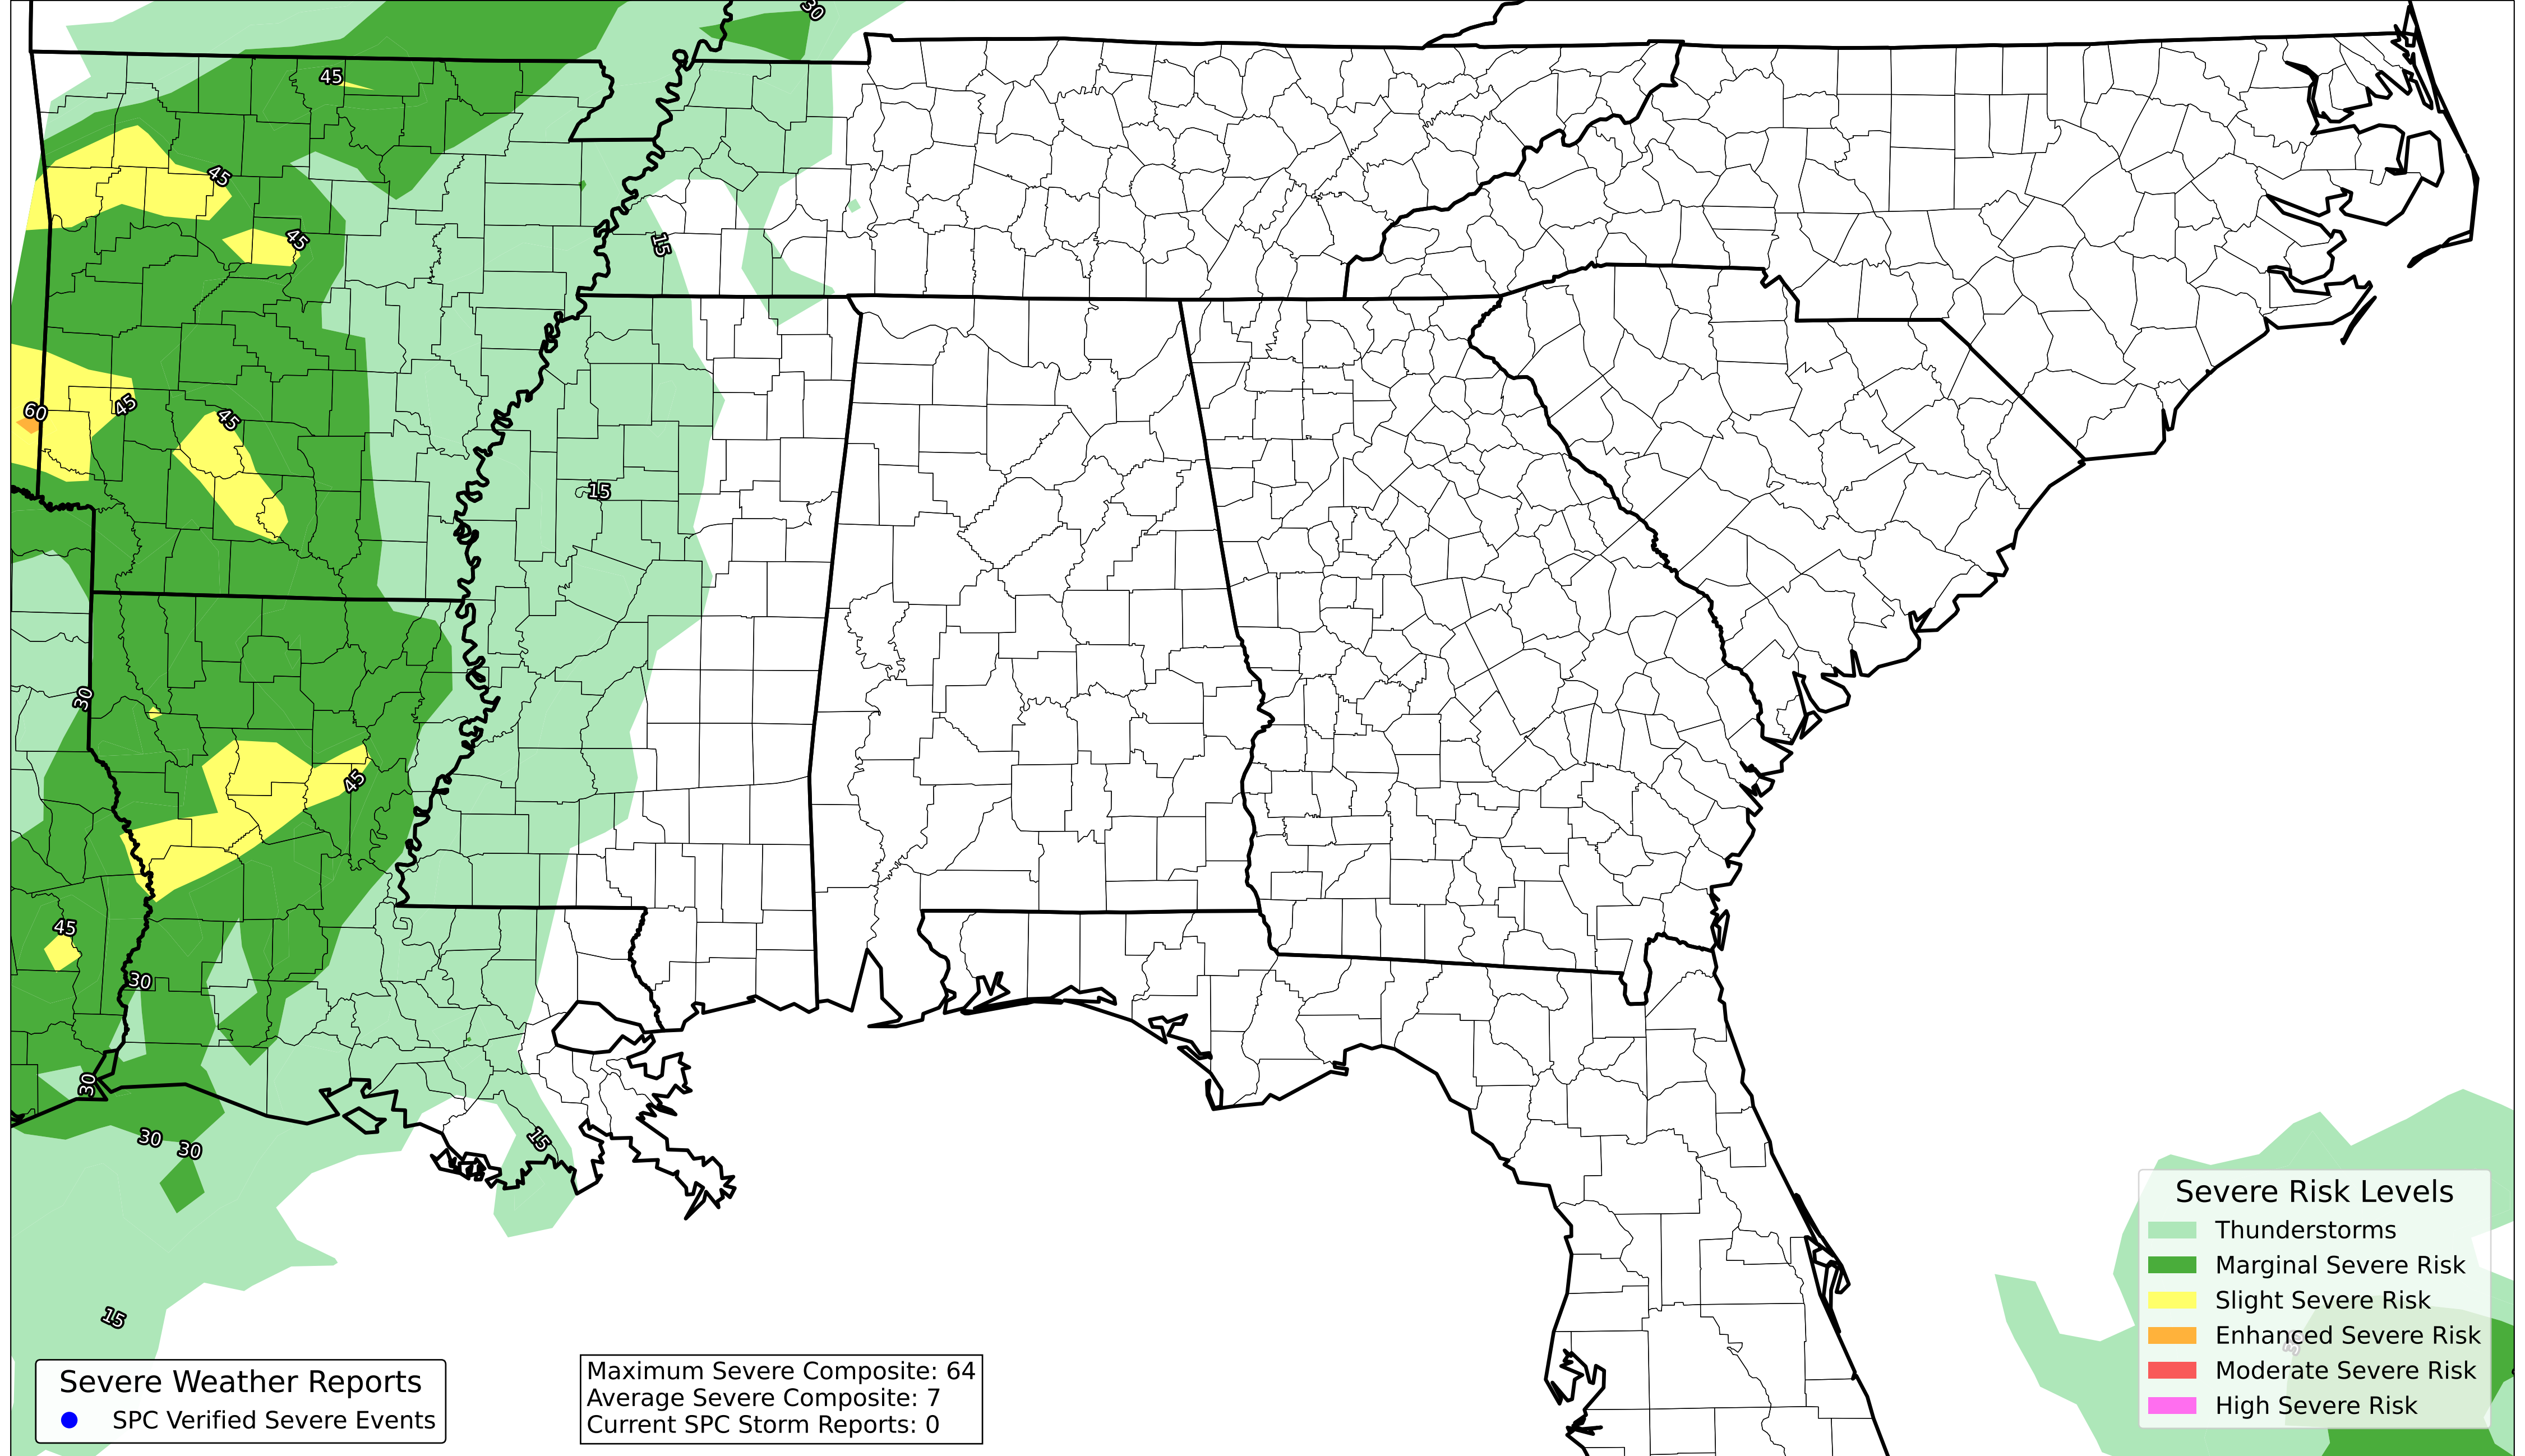 30
45
45
45
15
60
45
45
15
30
45
45
30
30
30
30
15
15
Severe Risk Levels
Thunderstorms
Marginal Severe Risk
Slight Severe Risk
Enhanced Severe Risk
Moderate Severe Risk
High Severe Risk
Severe Weather Reports
SPC Verified Severe Events
Maximum Severe Composite: 64
Average Severe Composite: 7
Current SPC Storm Reports: 0